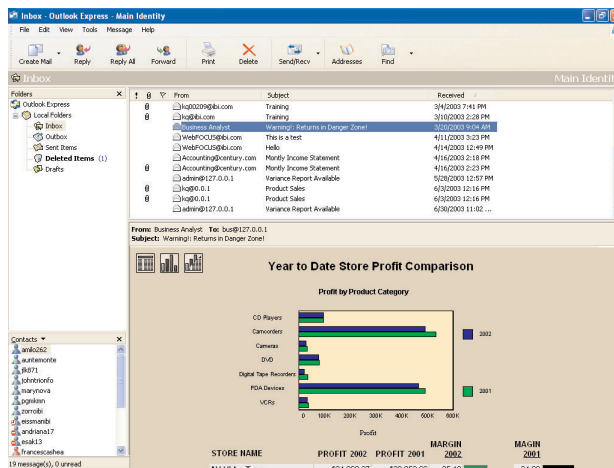 Inbox - Outlook Express - Main Identity
File Edit View Tools Message Help
Create Mail Reply Reply All Forward Print Delete Send/Recv Addresses Find
Inbox Main Identi
Folders
Outlook Express
Local Folders
Inbox
Outbox
Sent Items
Deleted Items (1)
Drafts
! From Subject Received
kq00209@ibi.com Training 3/4/2003 7:41 PM
kq@ibi.com Training 3/10/2003 2:28 PM
Business Analyst Warning!: Returns in Danger Zone! 3/20/2003 9:04 AM
WebFOCUS@ibi.com This is a test 4/11/2003 3:23 PM
WebFOCUS@ibi.com Hello 4/14/2003 12:49 PM
Accounting@century.com Montly Income Statement 4/16/2003 2:18 PM
Accounting@century.com Montly Income Statement 4/16/2003 2:23 PM
admin@127.0.0.1 Variance Report Available 5/28/2003 12:57 PM
kq@0.0.1 Product Sales 6/3/2003 12:16 PM
kq@0.0.1 Product Sales 6/3/2003 12:16 PM
admin@127.0.0.1 Variance Report Available 6/30/2003 11:02 ...
From: Business Analyst To: bus@127.0.0.1
Subject: Warning!: Returns in Danger Zone!
Year to Date Store Profit Comparison
Profit by Product Category
CD Players
Camcorders
Cameras
DVD
Digital Tape Recorders
PDA Devices
VCRs
2002
2001
0 100K 200K 300K 400K 500K 600K
Profit
MARGIN MAGIN
STORE NAME PROFIT 2002 PROFIT 2001 2002 2001
Contacts
amilo262
auntemonte
jlk871
johntrionfo
marynova
pgmkmn
zorroibi
eissmanibi
andriana17
esak13
francescashea
19 message(s), 0 unread